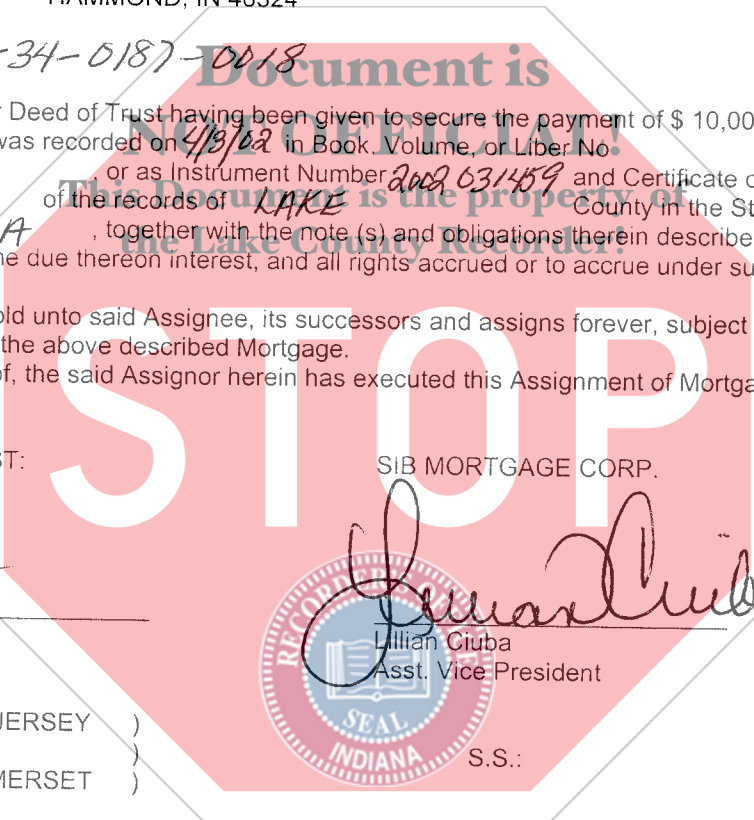 HAMMOND, IN 46324
-34-0187-0018
Document is
NOT OFFICIAL!
This Document is the property of
the Lake County Recorder!
r Deed of Trust having been given to secure the payment of $ 10,00
was recorded on 4/3/02 in Book, Volume, or Liber No
, or as Instrument Number 2002 031459 and Certificate o
of the records of LAKE County in the St
A , together with the note (s) and obligations therein describe
ne due thereon interest, and all rights accrued or to accrue under su
old unto said Assignee, its successors and assigns forever, subject
the above described Mortgage.
of, the said Assignor herein has executed this Assignment of Mortga
STOP
ST:
SIB MORTGAGE CORP.
Lillian Ciuba
Lillian Ciuba
Asst. Vice President
RECORDER'S OFFICE
SEAL
INDIANA
JERSEY )
)
S.S.:
MERSET )